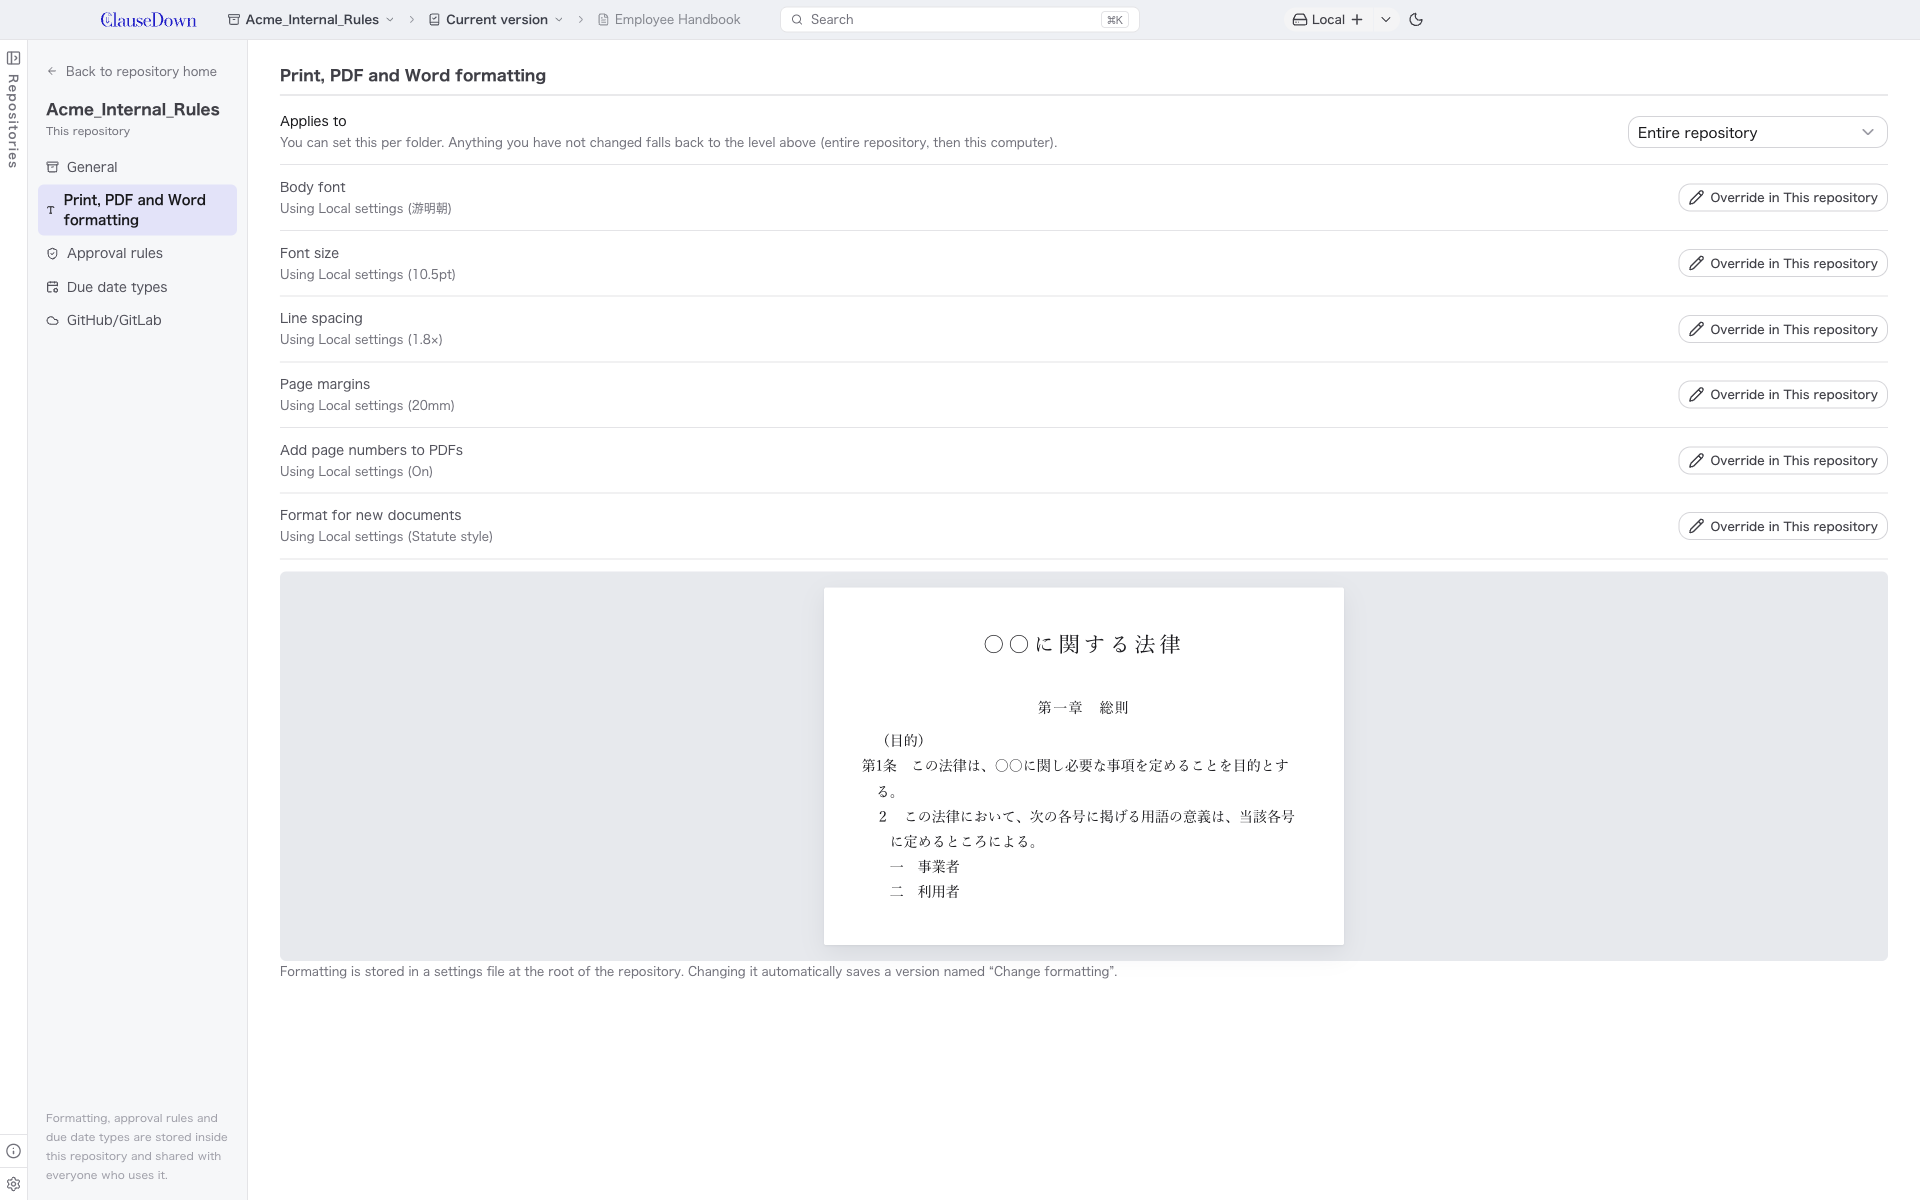 ClauseDown
Acme_Internal_Rules
Current version
Employee Handbook
Search
⌘K
Local
Repositories
Back to repository home
Acme_Internal_Rules
This repository
General
Print, PDF and Word
formatting
Approval rules
Due date types
GitHub/GitLab
Formatting, approval rules and
due date types are stored inside
this repository and shared with
everyone who uses it.
Print, PDF and Word formatting
Applies to
You can set this per folder. Anything you have not changed falls back to the level above (entire repository, then this computer).
Entire repository
Body font
Using Local settings (游明朝)
Override in This repository
Font size
Using Local settings (10.5pt)
Override in This repository
Line spacing
Using Local settings (1.8×)
Override in This repository
Page margins
Using Local settings (20mm)
Override in This repository
Add page numbers to PDFs
Using Local settings (On)
Override in This repository
Format for new documents
Using Local settings (Statute style)
Override in This repository
〇〇に関する法律
第一章　総則
（目的）
第1条　この法律は、〇〇に関し必要な事項を定めることを目的とす
る。
2　この法律において、次の各号に掲げる用語の意義は、当該各号
に定めるところによる。
一　事業者
二　利用者
Formatting is stored in a settings file at the root of the repository. Changing it automatically saves a version named “Change formatting”.